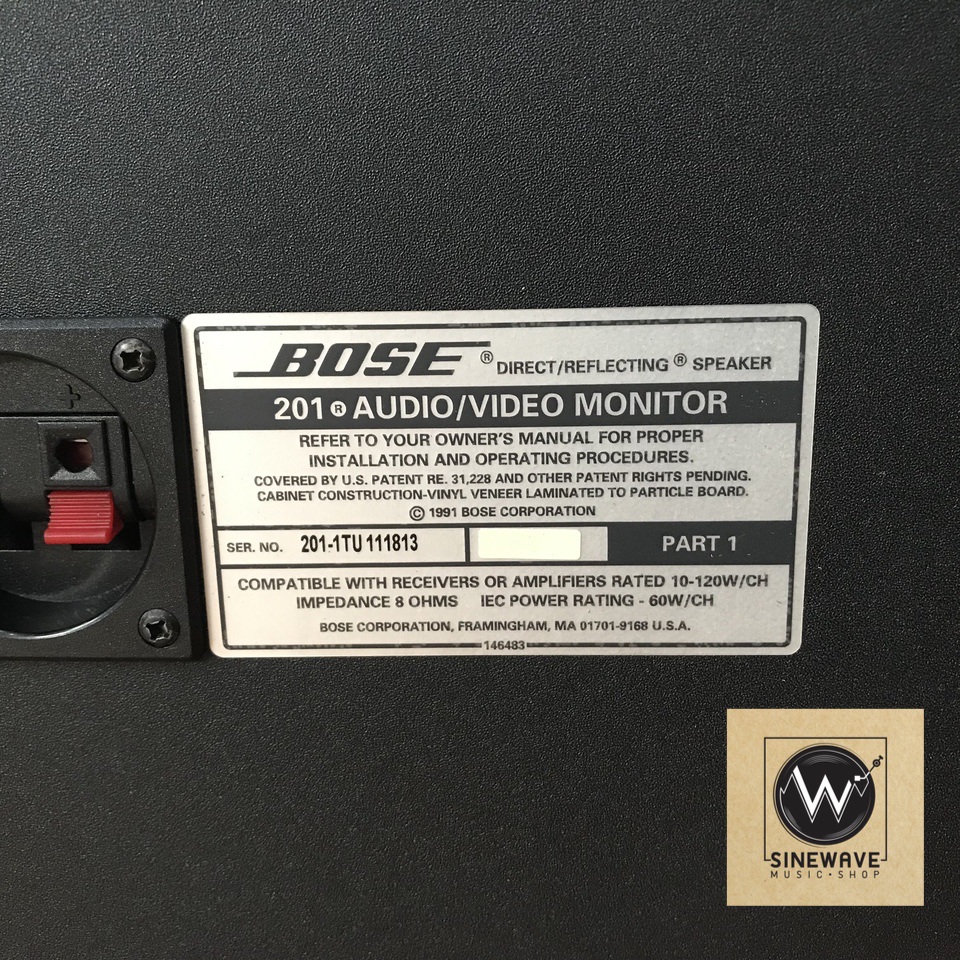 BOSE ® DIRECT/REFLECTING ® SPEAKER
201 ® AUDIO/VIDEO MONITOR
REFER TO YOUR OWNER'S MANUAL FOR PROPER
INSTALLATION AND OPERATING PROCEDURES.
COVERED BY U.S. PATENT RE. 31,228 AND OTHER PATENT RIGHTS PENDING.
CABINET CONSTRUCTION-VINYL VENEER LAMINATED TO PARTICLE BOARD.
© 1991 BOSE CORPORATION
SER. NO. 201-1TU 111813 PART 1
COMPATIBLE WITH RECEIVERS OR AMPLIFIERS RATED 10-120W/CH
IMPEDANCE 8 OHMS IEC POWER RATING - 60W/CH
BOSE CORPORATION, FRAMINGHAM, MA 01701-9168 U.S.A.
146483
+
W
SINEWAVE
MUSIC·SHOP